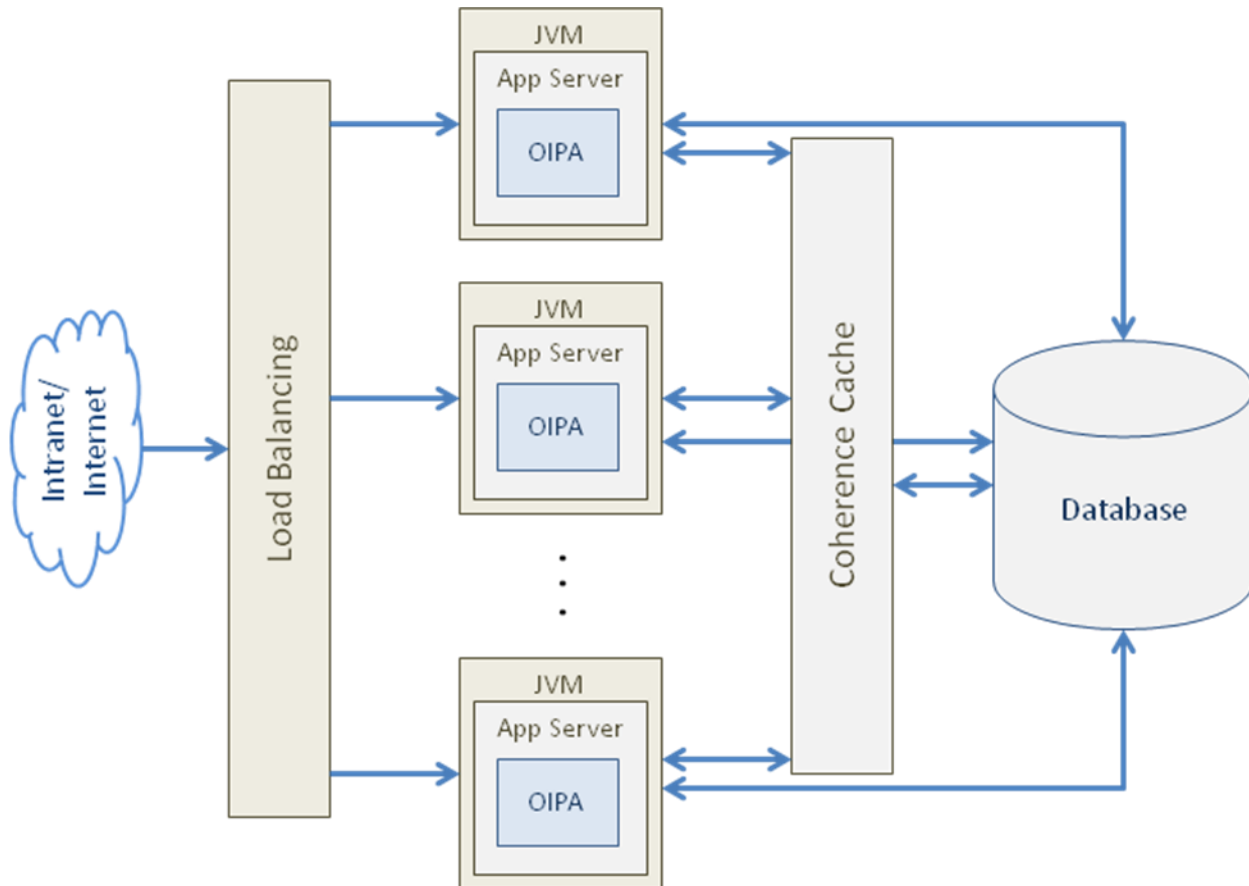 Intranet/
Internet
Load Balancing
JVM
App Server
OIPA
JVM
App Server
OIPA
JVM
App Server
OIPA
Coherence Cache
Database